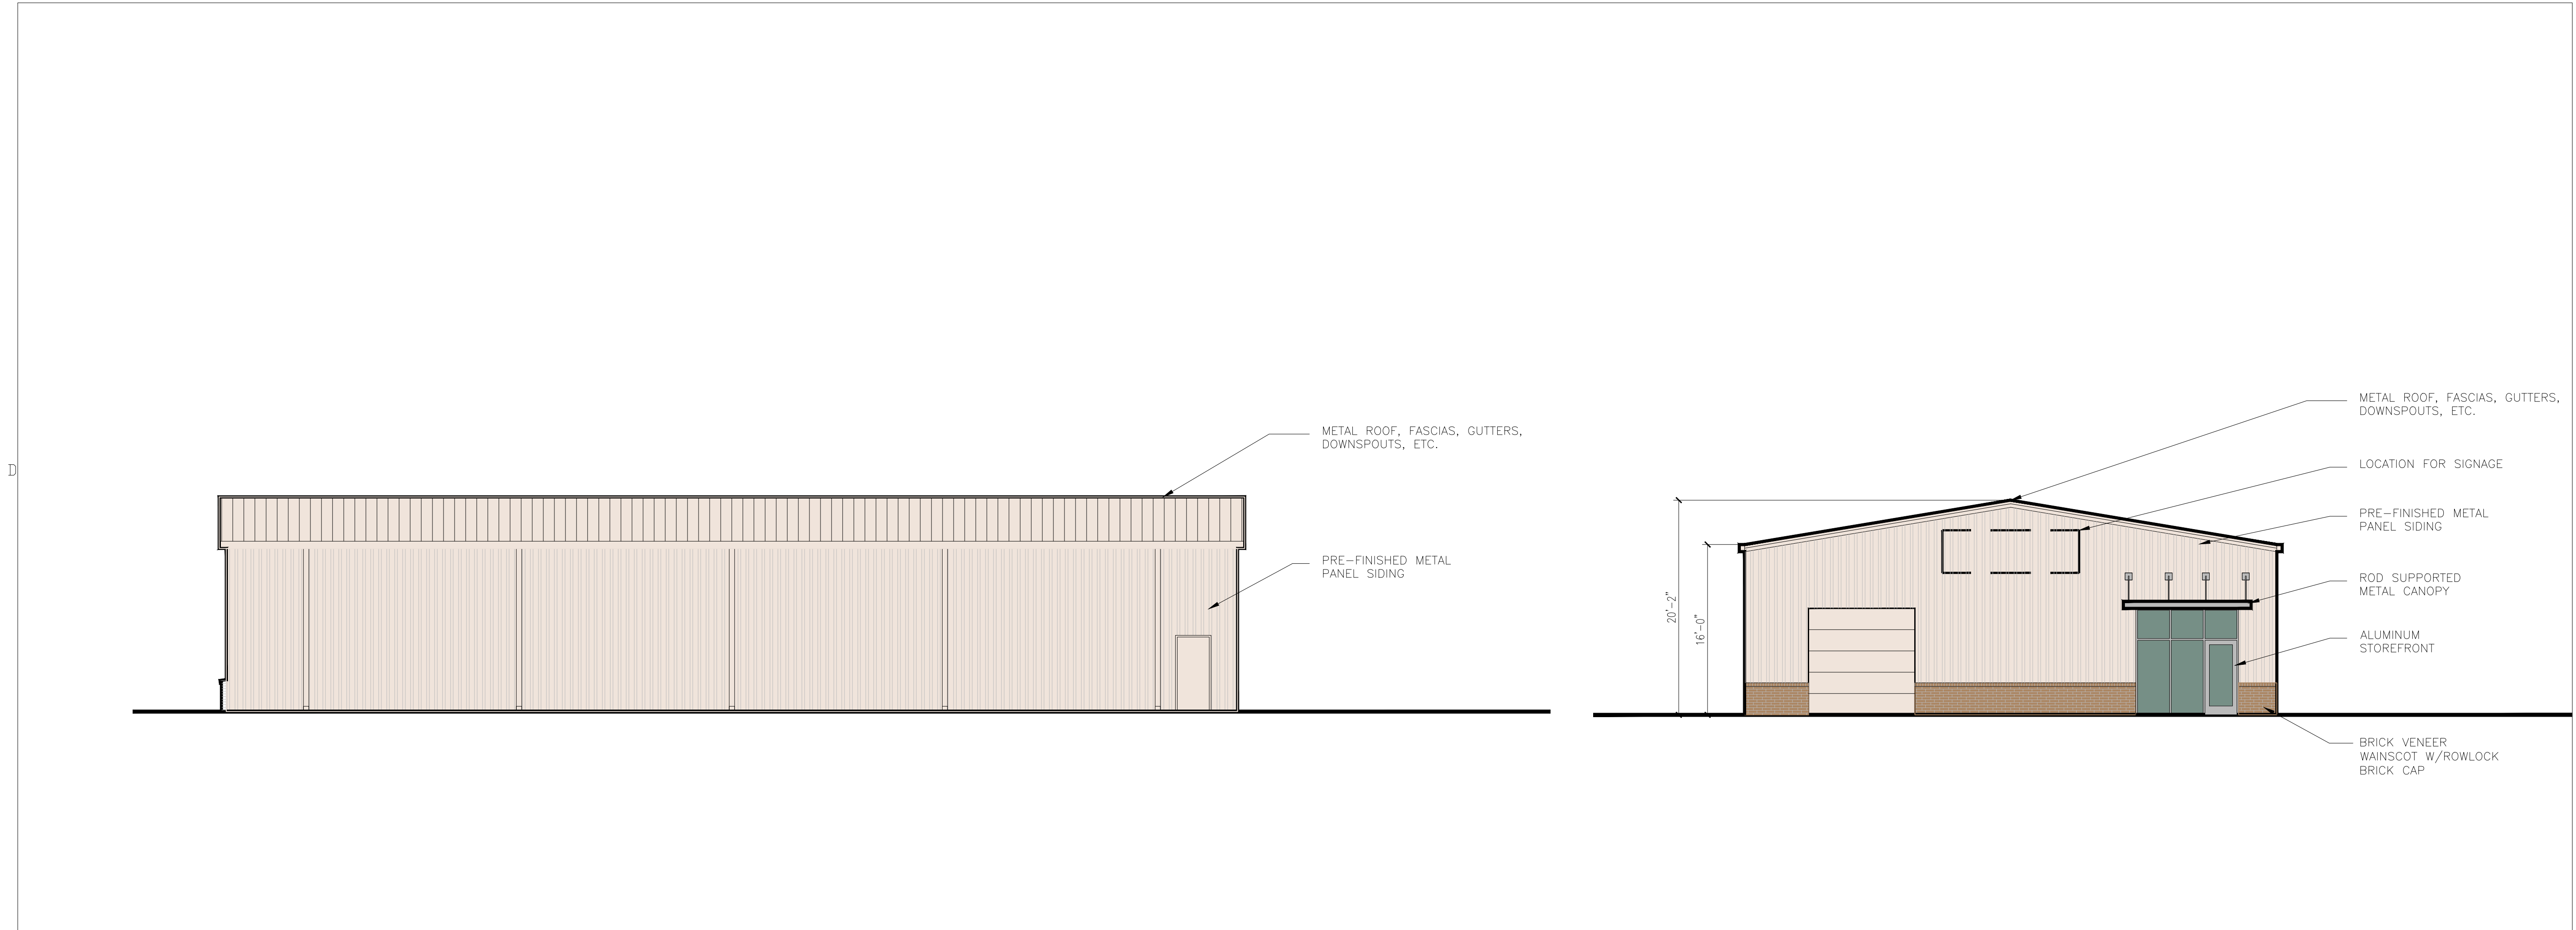 METAL ROOF, FASCIAS, GUTTERS,
DOWNSPOUTS, ETC.
PRE-FINISHED METAL
PANEL SIDING
D
20'-2"
16'-0"
METAL ROOF, FASCIAS, GUTTERS,
DOWNSPOUTS, ETC.
LOCATION FOR SIGNAGE
PRE-FINISHED METAL
PANEL SIDING
ROD SUPPORTED
METAL CANOPY
ALUMINUM
STOREFRONT
BRICK VENEER
WAINSCOT W/ROWLOCK
BRICK CAP